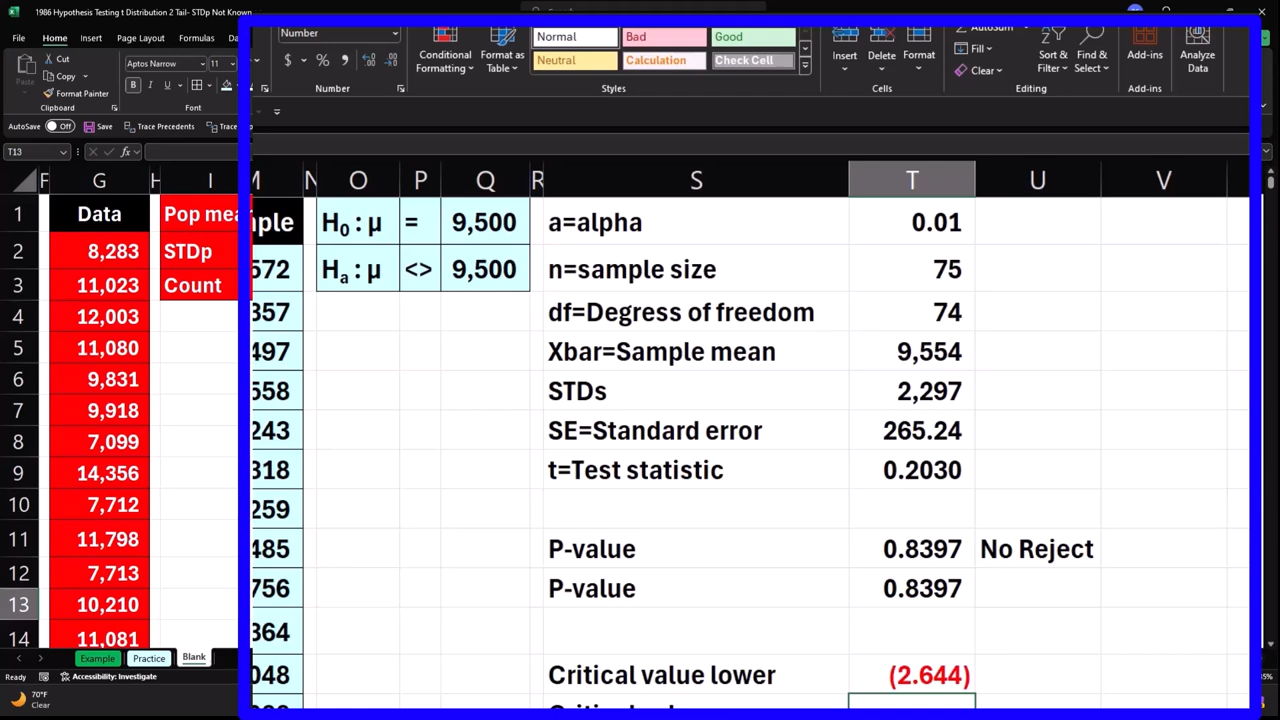 1986 Hypothesis Testing t Distribution 2 Tail- STDp Not Known
File Home Insert Page Layout Formulas
Cut
Copy
Format Painter
Paste
Clipboard
Aptos Narrow 11
B I U
Font
Number
$ % ,
Number
Conditional Formatting
Format as Table
Normal Bad Good
Neutral Calculation Check Cell
Styles
Insert Delete Format
Cells
AutoSum
Fill
Clear
Sort & Filter
Find & Select
Editing
Add-ins
Add-ins
Analyze Data
AutoSave Off Save Trace Precedents
T13 fx
F G H I M N O P Q R S T U V
1 Data Pop mea
2 8,283 STDp
3 11,023 Count
4 12,003
5 11,080
6 9,831
7 9,918
8 7,099
9 14,356
10 7,712
11 11,798
12 7,713
13 10,210
14 11,081
mple H0 : µ = 9,500 a=alpha 0.01
572 Ha : µ <> 9,500 n=sample size 75
357 df=Degress of freedom 74
497 Xbar=Sample mean 9,554
558 STDs 2,297
243 SE=Standard error 265.24
318 t=Test statistic 0.2030
259
485 P-value 0.8397 No Reject
756 P-value 0.8397
364
048 Critical value lower (2.644)
Example Practice Blank
Ready Accessibility: Investigate
70°F
Clear